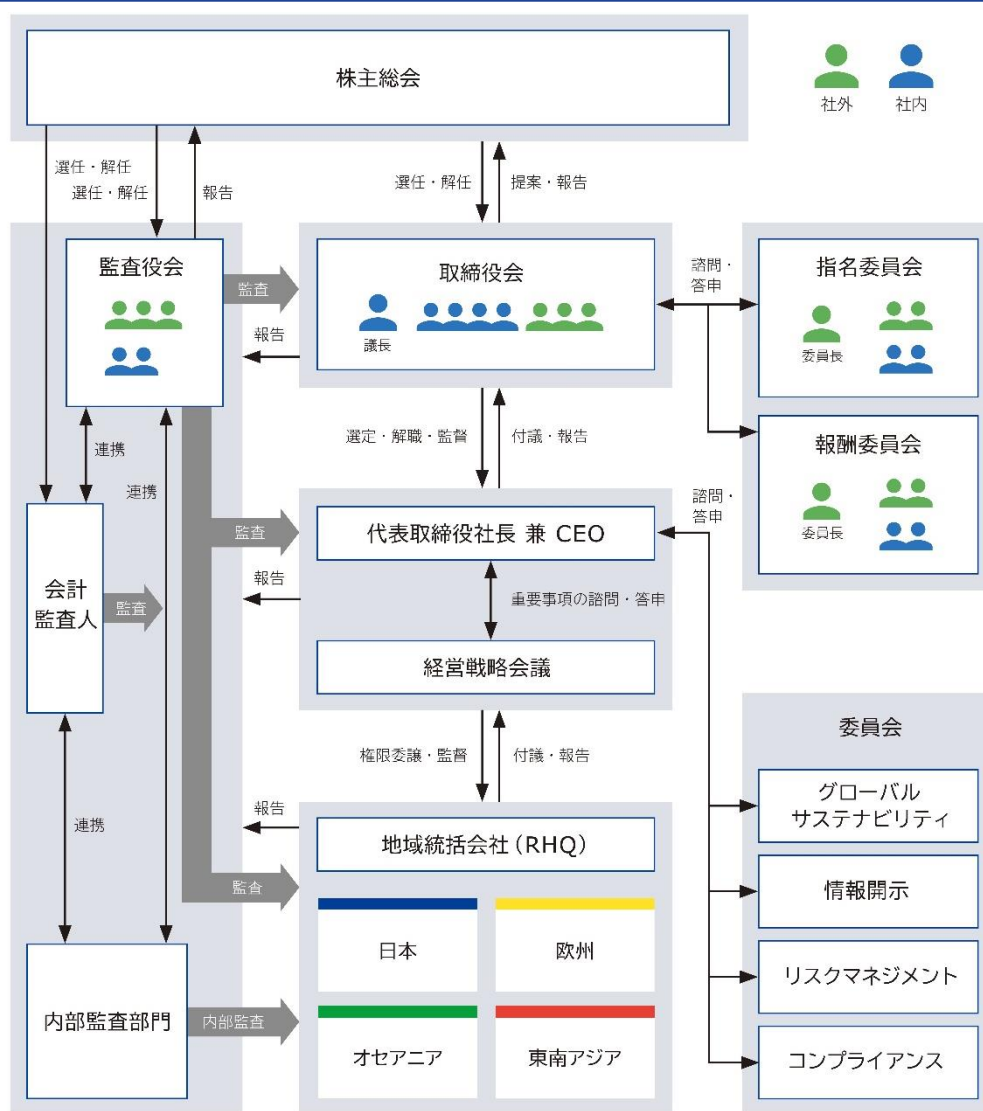 株主総会
社外
社内
選任・解任
選任・解任
報告
選任・解任
提案・報告
監査役会
監査
報告
取締役会
議長
諮問・
答申
指名委員会
委員長
報酬委員会
委員長
連携
連携
選定・解職・監督
付議・報告
諮問・
答申
会計
監査人
監査
監査
報告
代表取締役社長 兼 CEO
重要事項の諮問・答申
経営戦略会議
権限委譲・監督
付議・報告
連携
報告
監査
地域統括会社(RHQ)
日本
欧州
オセアニア
東南アジア
内部監査部門
内部監査
委員会
グローバル
サステナビリティ
情報開示
リスクマネジメント
コンプライアンス